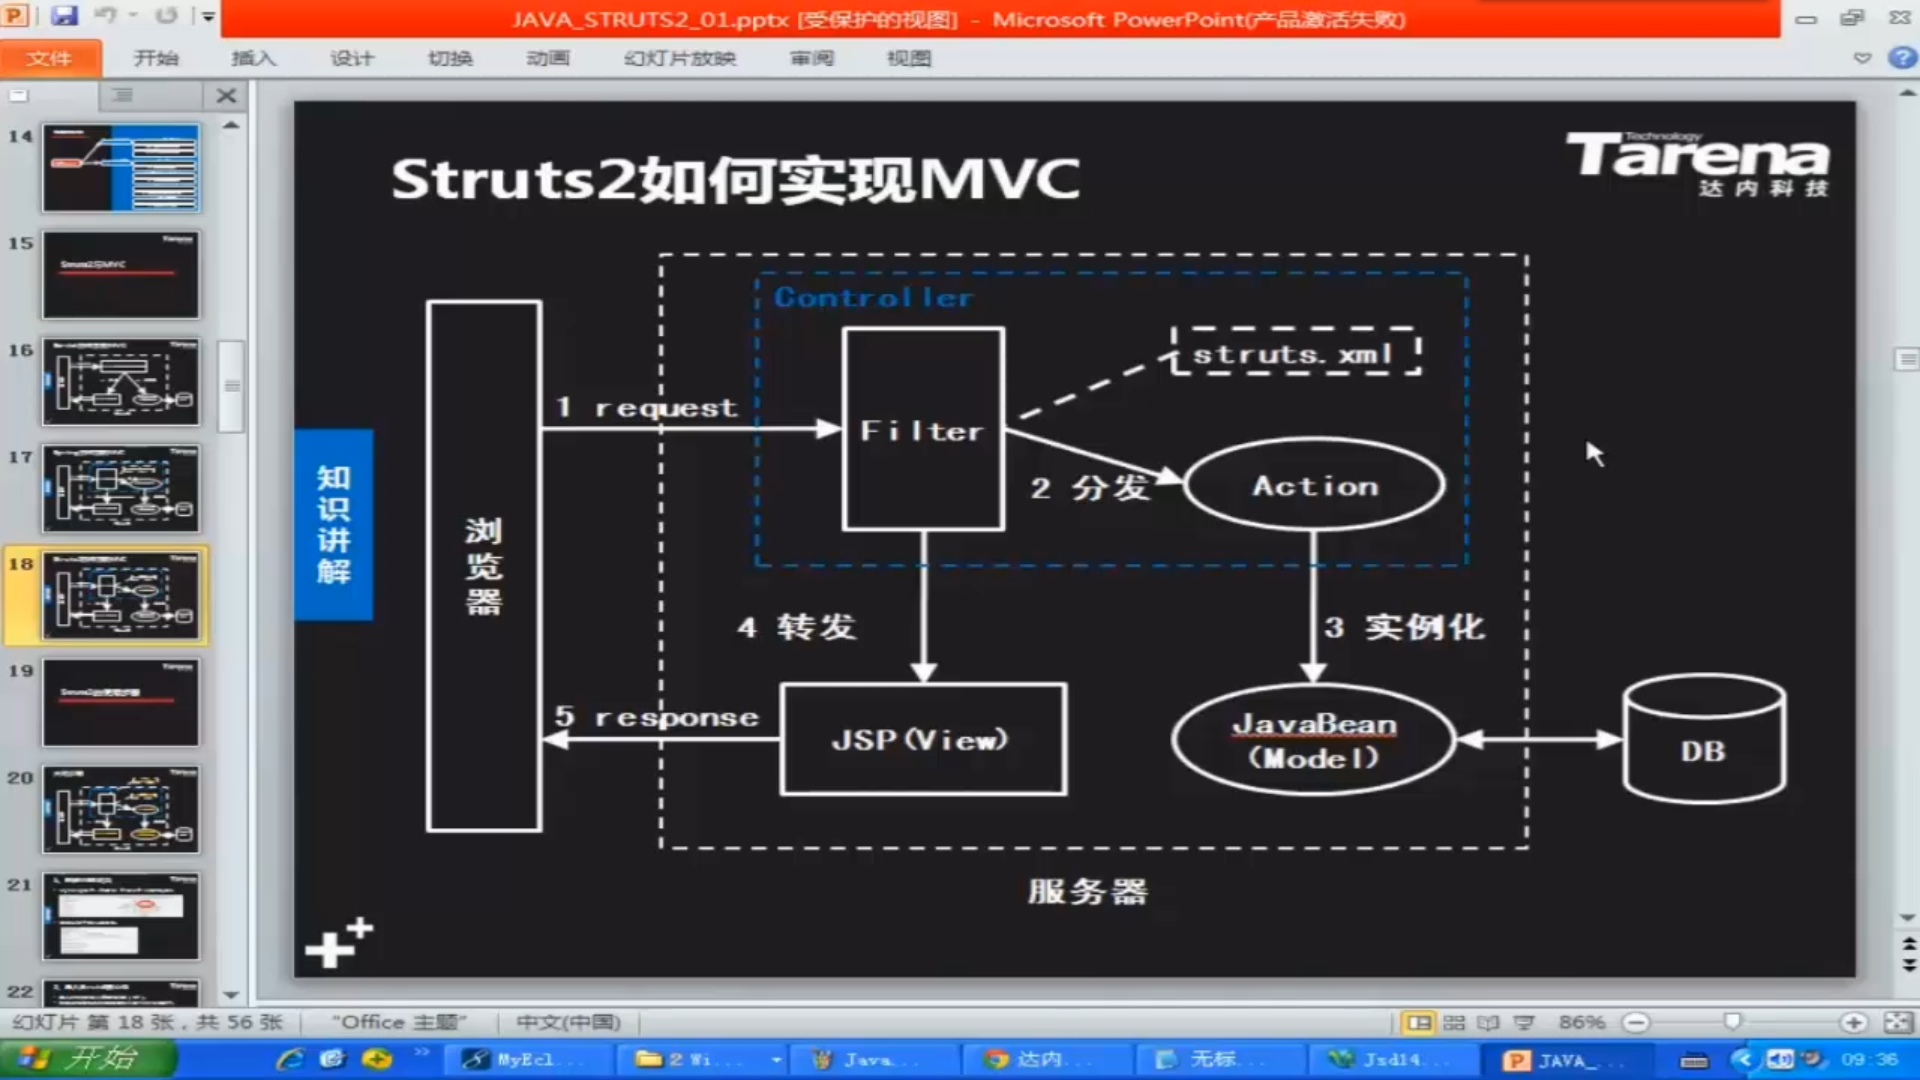 JAVA_STRUTS2_01.pptx [受保护的视图] - Microsoft PowerPoint(产品激活失败)
文件 开始 插入 设计 切换 动画 幻灯片放映 审阅 视图
14
15
16
17
18
19
20
21
22
Struts2如何实现MVC
Technology
Tarena
达内科技
知识讲解
浏览器
Controller
struts.xml
1 request
Filter
2 分发
Action
4 转发
3 实例化
5 response
JSP(View)
JavaBean
(Model)
DB
服务器
幻灯片 第 18 张，共 56 张
"Office 主题"
中文(中国)
86%
开始
MyEcl...
2 Wi...
Java...
达内...
无标...
Jsd14...
JAVA_...
09:36